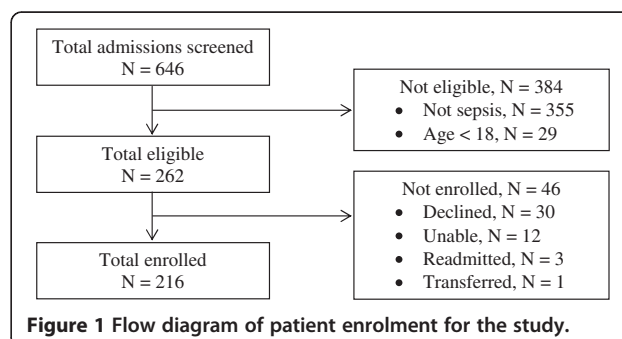 Total admissions screened
N = 646
Not eligible, N = 384
• Not sepsis, N = 355
• Age < 18, N = 29
Total eligible
N = 262
Not enrolled, N = 46
• Declined, N = 30
• Unable, N = 12
• Readmitted, N = 3
• Transferred, N = 1
Total enrolled
N = 216
Figure 1 Flow diagram of patient enrolment for the study.